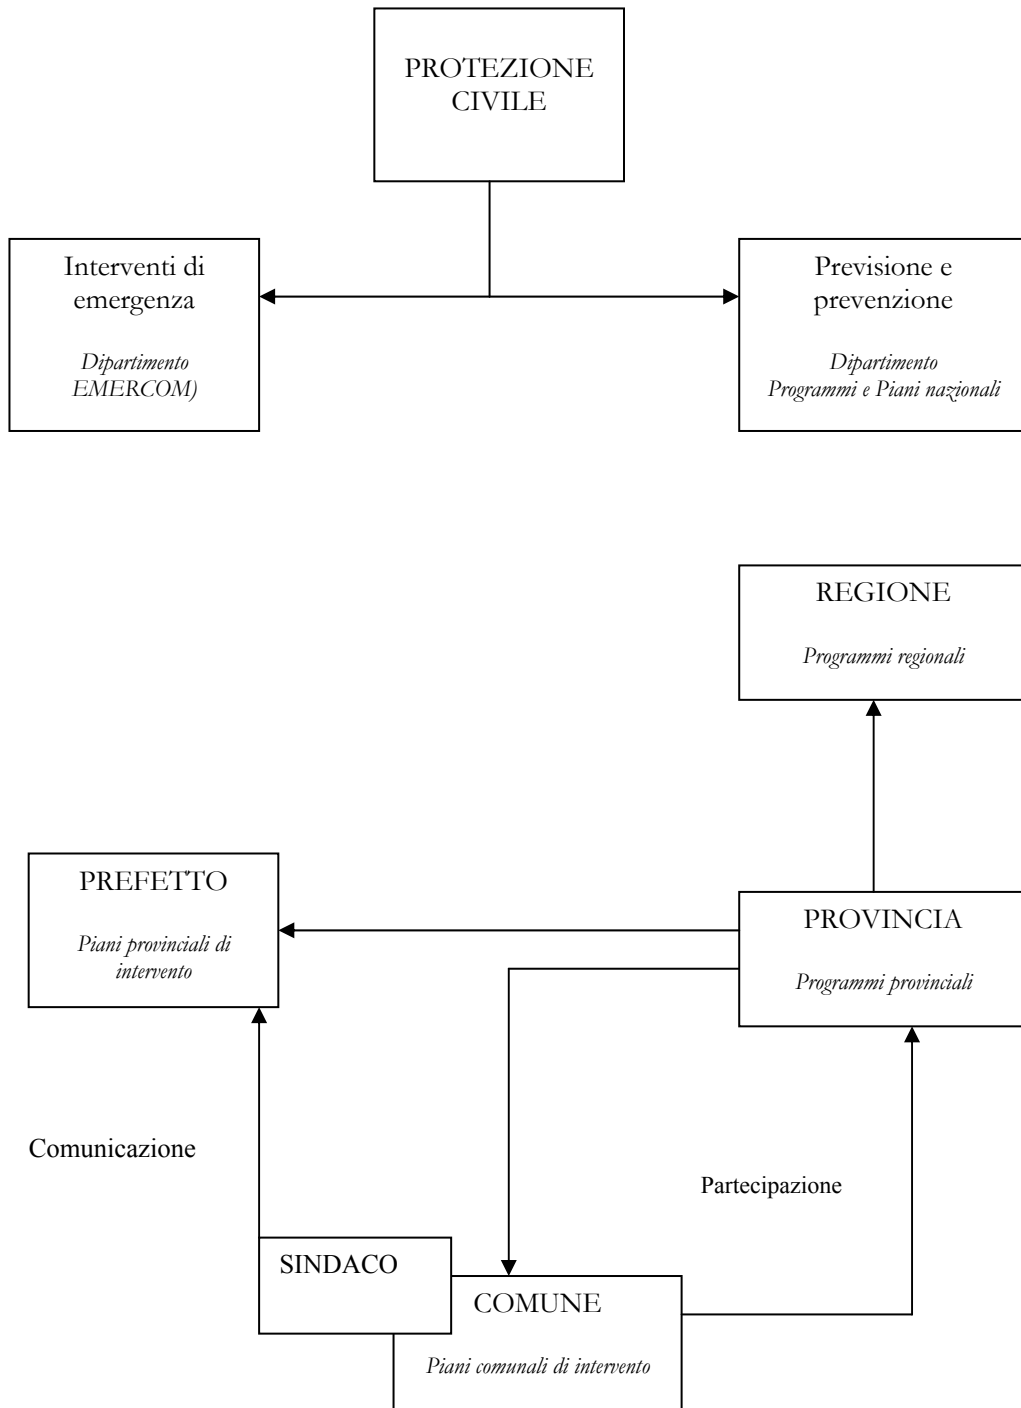 PROTEZIONE
CIVILE
Interventi di
emergenza
Dipartimento
EMERCOM)
Previsione e
prevenzione
Dipartimento
Programmi e Piani nazionali
REGIONE
Programmi regionali
PREFETTO
Piani provinciali di
intervento
PROVINCIA
Programmi provinciali
Comunicazione
Partecipazione
SINDACO
COMUNE
Piani comunali di intervento